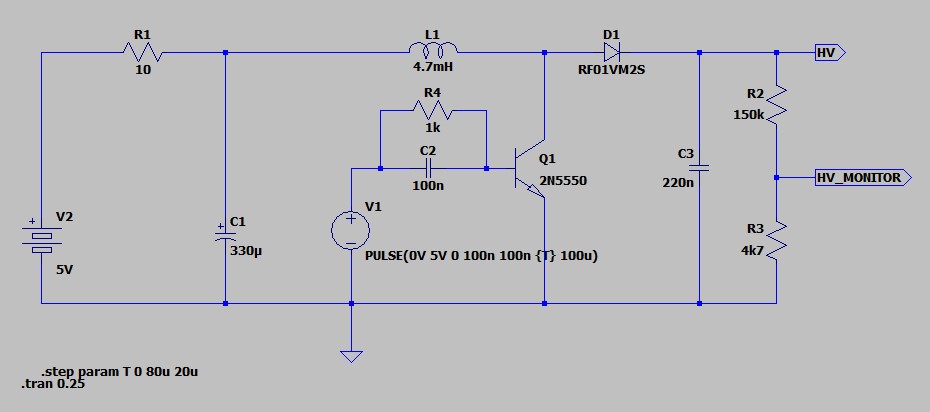 R1
10
L1
4.7mH
D1
RF01VM2S
HV
R4
1k
R2
150k
C2
100n
Q1
2N5550
C3
220n
HV_MONITOR
V2
5V
C1
330µ
V1
PULSE(0V 5V 0 100n 100n {T} 100u)
R3
4k7
.step param T 0 80u 20u
.tran 0.25